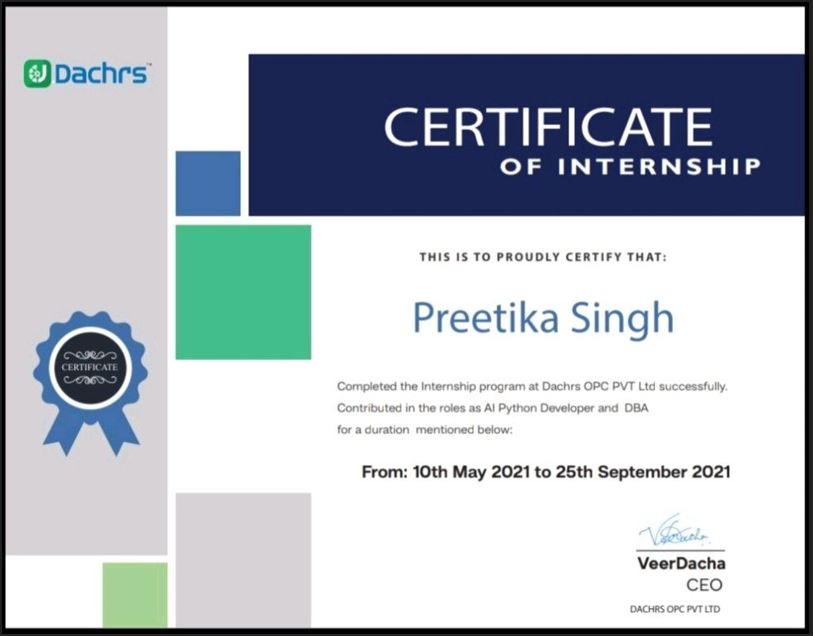 Dachrs™
CERTIFICATE
OF INTERNSHIP
THIS IS TO PROUDLY CERTIFY THAT:
Preetika Singh
CERTIFICATE
Completed the Internship program at Dachrs OPC PVT Ltd successfully.
Contributed in the roles as AI Python Developer and DBA
for a duration mentioned below:
From: 10th May 2021 to 25th September 2021
VeerDacha
VeerDacha
CEO
DACHRS OPC PVT LTD